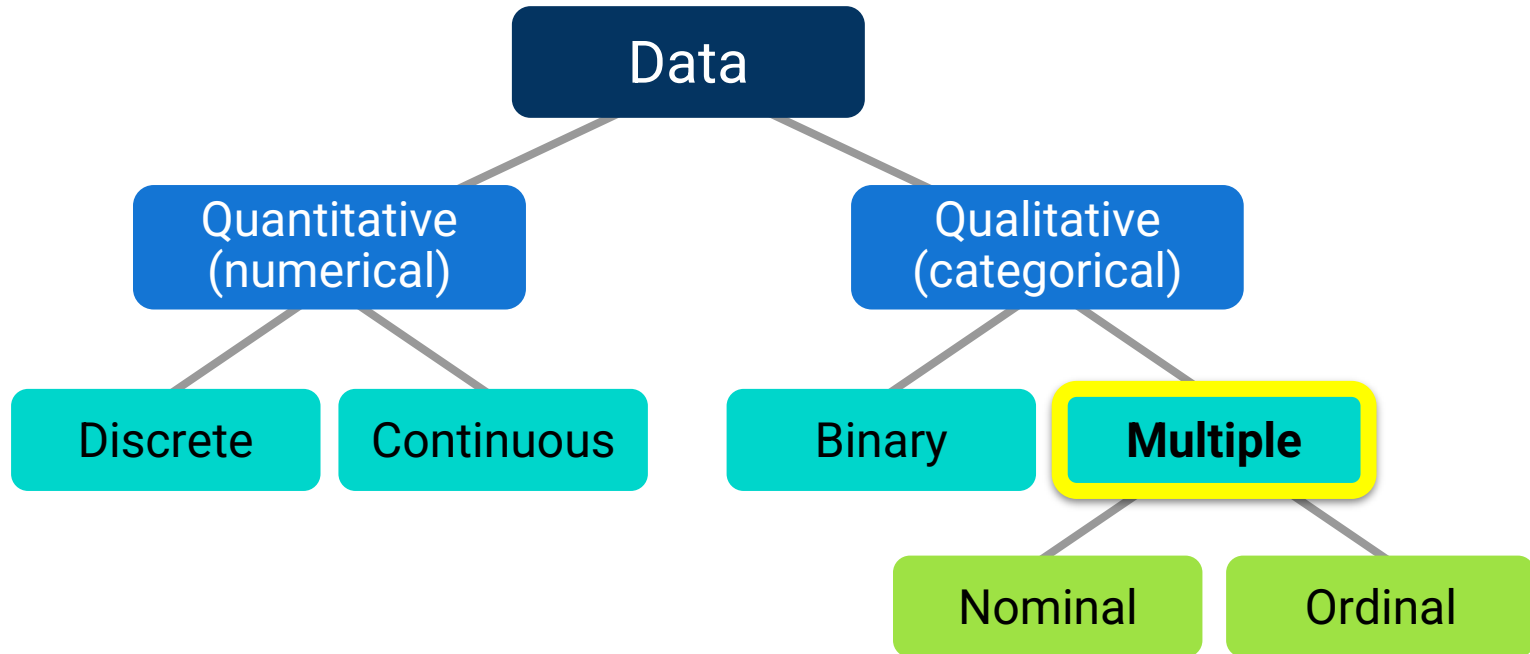 Data
Quantitative
(numerical)
Qualitative
(categorical)
Discrete
Continuous
Binary
Multiple
Nominal
Ordinal